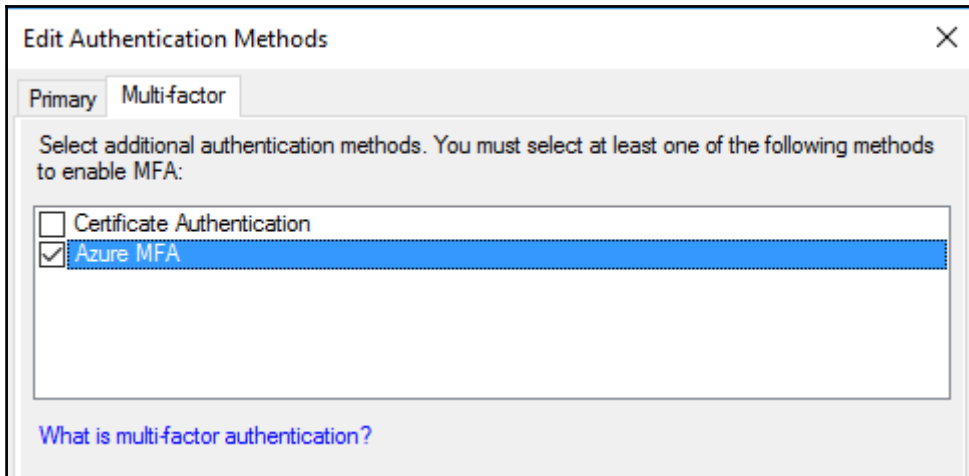 Edit Authentication Methods
Primary
Multi-factor
Select additional authentication methods. You must select at least one of the following methods
to enable MFA:
Certificate Authentication
Azure MFA
What is multi-factor authentication?